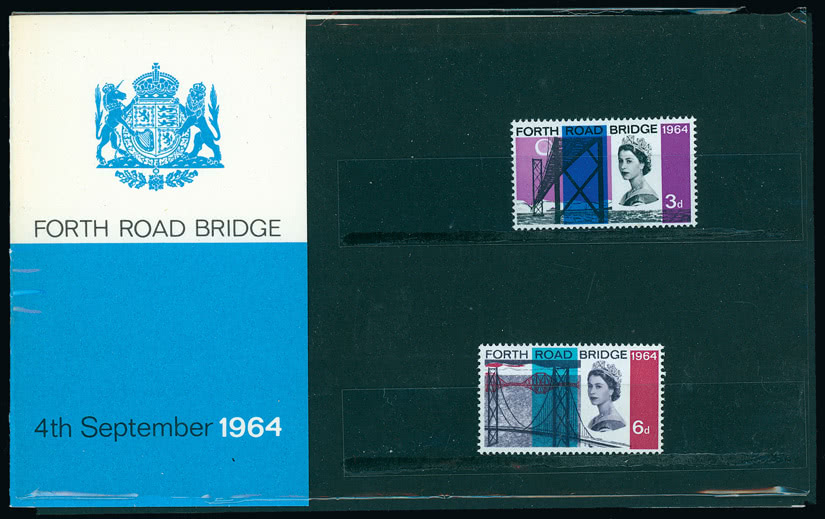 FORTH ROAD BRIDGE
4th September 1964
FORTH ROAD BRIDGE 1964
3d
FORTH ROAD BRIDGE 1964
6d